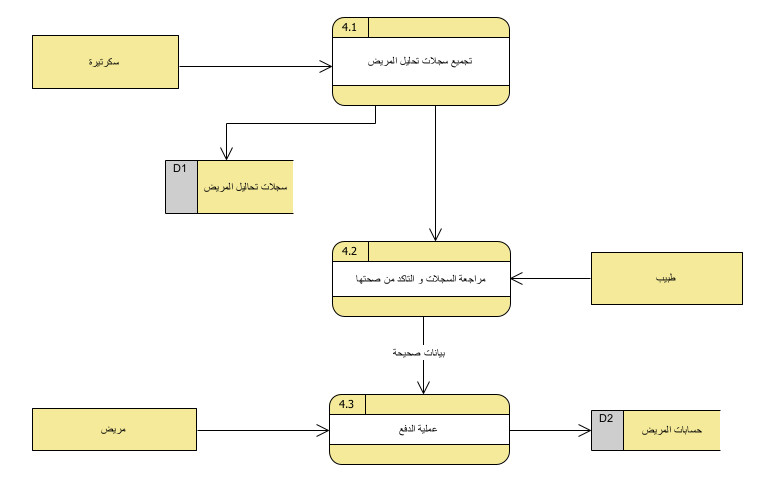 4.1
سكرتيرة
تجميع سجلات تحليل المريض
D1
سجلات تحاليل المريض
4.2
مراجعة السجلات و التاكد من صحتها
طبيب
بيانات صحيحة
4.3
مريض
عملية الدفع
D2
حسابات المريض